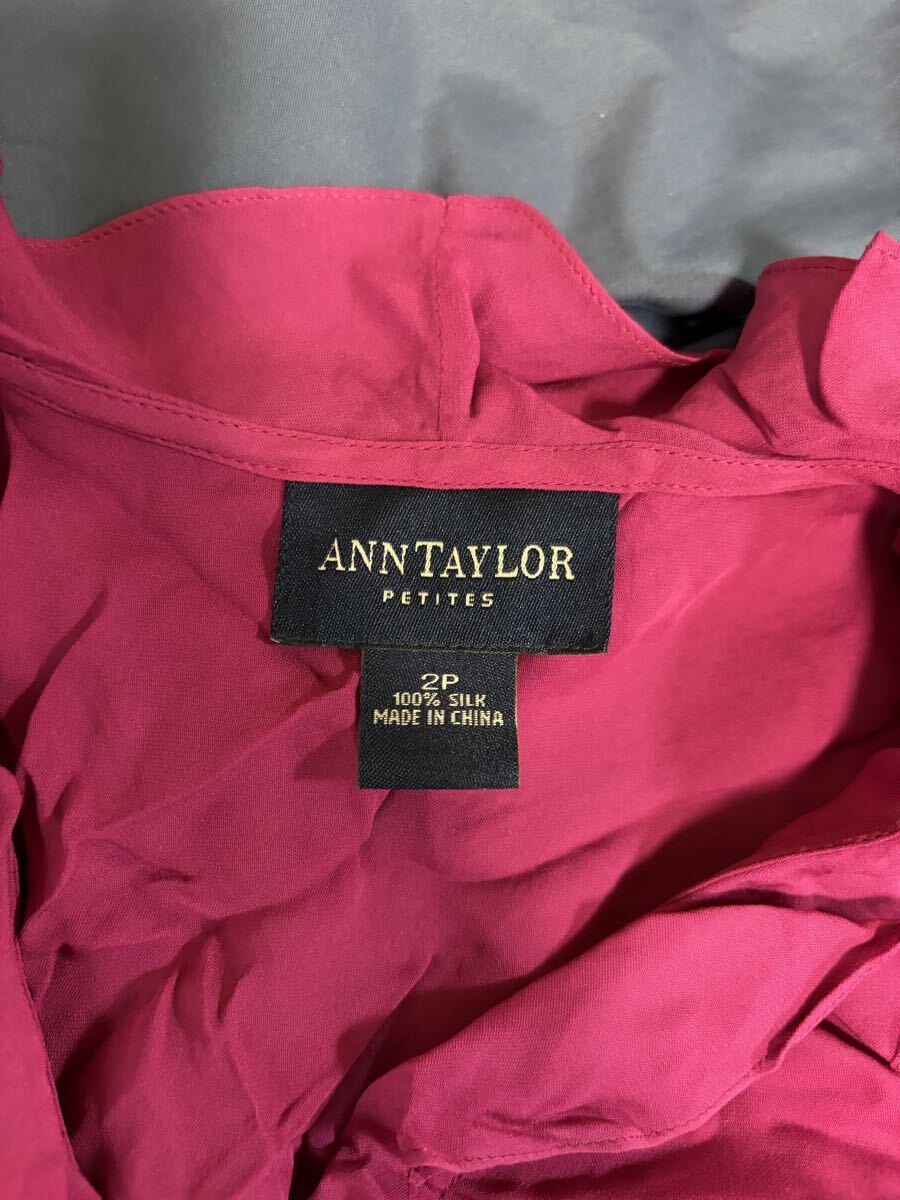 ANNTAYLOR
PETITES
2P
100% SILK
MADE IN CHINA